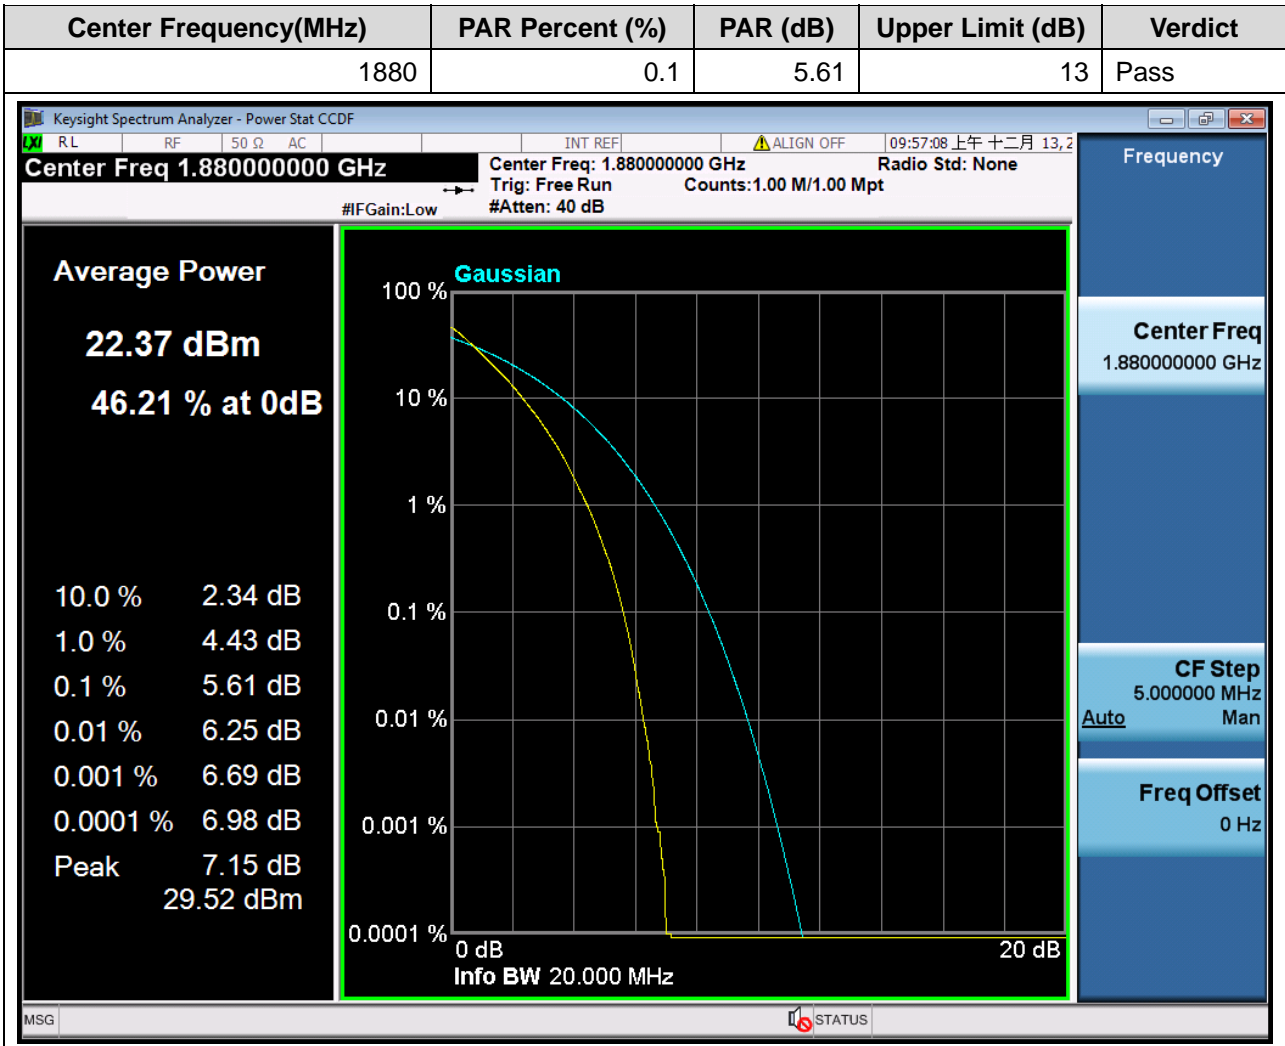 Center Frequency(MHz) PAR Percent (%) PAR (dB) Upper Limit (dB) Verdict
1880 0.1 5.61 13 Pass
Keysight Spectrum Analyzer - Power Stat CCDF
LXI RL RF 50 Ω AC INT REF ALIGN OFF 09:57:08 上午 十二月 13, 2
Center Freq 1.880000000 GHz
Center Freq: 1.880000000 GHz Radio Std: None
Trig: Free Run Counts:1.00 M/1.00 Mpt
#IFGain:Low #Atten: 40 dB
Average Power
22.37 dBm
46.21 % at 0dB
10.0 % 2.34 dB
1.0 % 4.43 dB
0.1 % 5.61 dB
0.01 % 6.25 dB
0.001 % 6.69 dB
0.0001 % 6.98 dB
Peak 7.15 dB
29.52 dBm
Gaussian
100 %
10 %
1 %
0.1 %
0.01 %
0.001 %
0.0001 %
0 dB 20 dB
Info BW 20.000 MHz
Frequency
Center Freq
1.880000000 GHz
CF Step
5.000000 MHz
Auto Man
Freq Offset
0 Hz
MSG STATUS